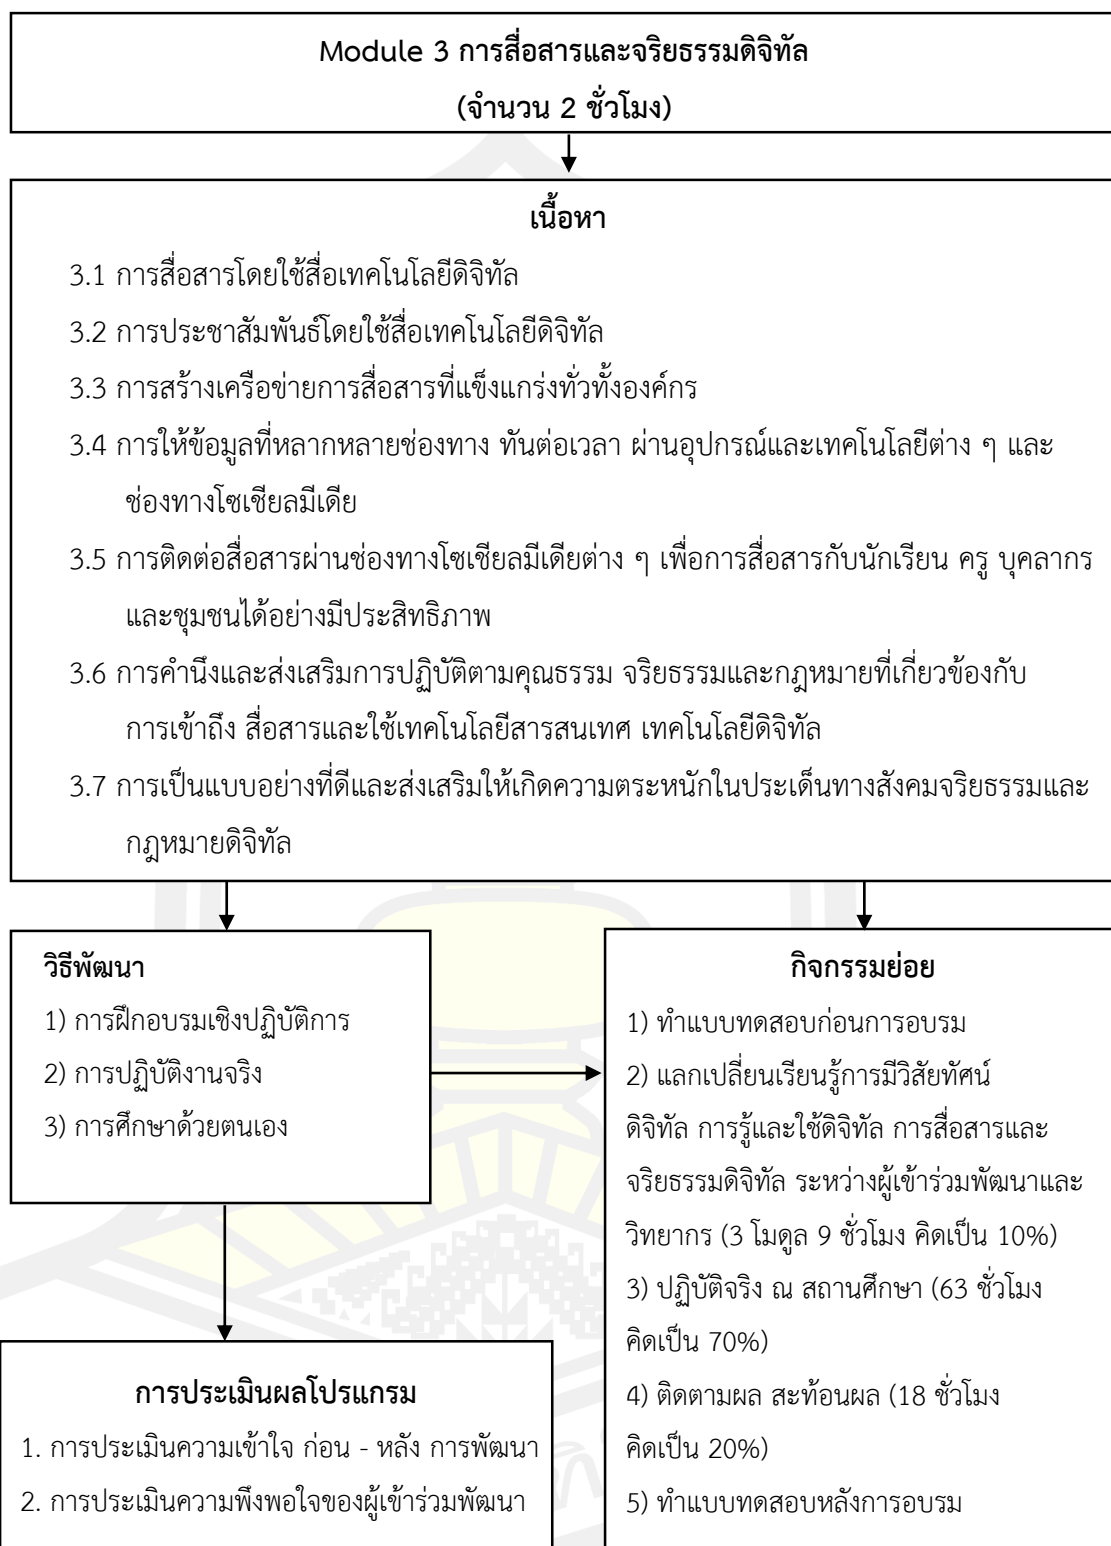 Module 3 การสื่อสารและจริยธรรมดิจิทัล
(จำนวน 2 ชั่วโมง)
เนื้อหา
3.1 การสื่อสารโดยใช้สื่อเทคโนโลยีดิจิทัล
3.2 การประชาสัมพันธ์โดยใช้สื่อเทคโนโลยีดิจิทัล
3.3 การสร้างเครือข่ายการสื่อสารที่แข็งแกร่งทั่วทั้งองค์กร
3.4 การให้ข้อมูลที่หลากหลายช่องทาง ทันต่อเวลา ผ่านอุปกรณ์และเทคโนโลยีต่าง ๆ และ
ช่องทางโซเชียลมีเดีย
3.5 การติดต่อสื่อสารผ่านช่องทางโซเชียลมีเดียต่าง ๆ เพื่อการสื่อสารกับนักเรียน ครู บุคลากร
และชุมชนได้อย่างมีประสิทธิภาพ
3.6 การคำนึงและส่งเสริมการปฏิบัติตามคุณธรรม จริยธรรมและกฎหมายที่เกี่ยวข้องกับ
การเข้าถึง สื่อสารและใช้เทคโนโลยีสารสนเทศ เทคโนโลยีดิจิทัล
3.7 การเป็นแบบอย่างที่ดีและส่งเสริมให้เกิดความตระหนักในประเด็นทางสังคมจริยธรรมและ
กฎหมายดิจิทัล
วิธีพัฒนา
1) การฝึกอบรมเชิงปฏิบัติการ
2) การปฏิบัติงานจริง
3) การศึกษาด้วยตนเอง
กิจกรรมย่อย
1) ทำแบบทดสอบก่อนการอบรม
2) แลกเปลี่ยนเรียนรู้การมีวิสัยทัศน์
ดิจิทัล การรู้และใช้ดิจิทัล การสื่อสารและ
จริยธรรมดิจิทัล ระหว่างผู้เข้าร่วมพัฒนาและ
วิทยากร (3 โมดูล 9 ชั่วโมง คิดเป็น 10%)
3) ปฏิบัติจริง ณ สถานศึกษา (63 ชั่วโมง
คิดเป็น 70%)
4) ติดตามผล สะท้อนผล (18 ชั่วโมง
คิดเป็น 20%)
5) ทำแบบทดสอบหลังการอบรม
การประเมินผลโปรแกรม
1. การประเมินความเข้าใจ ก่อน - หลัง การพัฒนา
2. การประเมินความพึงพอใจของผู้เข้าร่วมพัฒนา